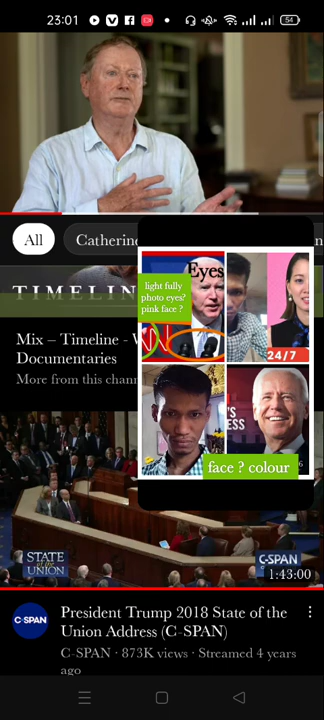 23:01
54
All
Catherine
Eyes
light fully
photo eyes?
pink face ?
24/7
ESS
face ? colour
TIMELIN
Mix – Timeline - W
Documentaries
More from this chann
STATE
of the
UNION
C-SPAN
1:43:00
C-SPAN
President Trump 2018 State of the
Union Address (C-SPAN)
C-SPAN · 873K views · Streamed 4 years
ago